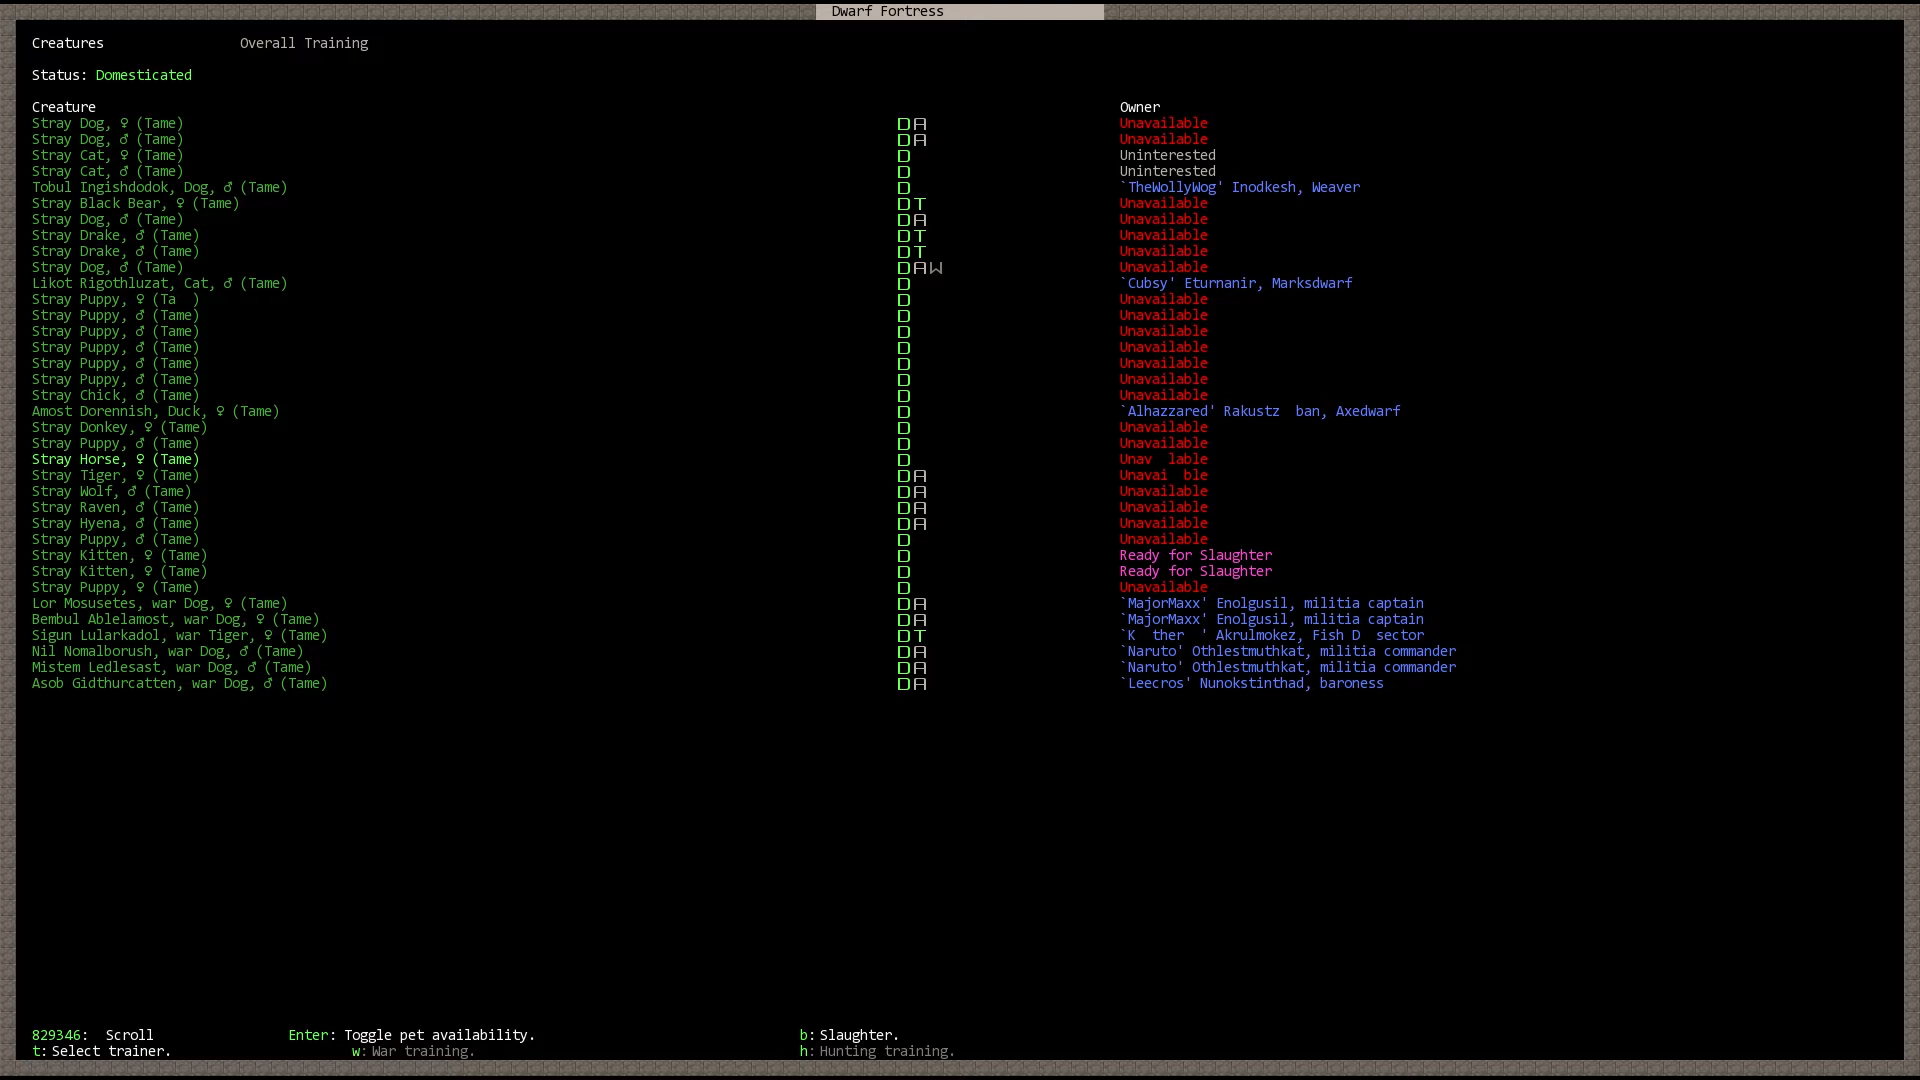 Dwarf Fortress
Creatures Overall Training
Status: Domesticated
Creature Owner
Stray Dog, ♀ (Tame) DA Unavailable
Stray Dog, ♂ (Tame) DA Unavailable
Stray Cat, ♀ (Tame) D Uninterested
Stray Cat, ♂ (Tame) D Uninterested
Tobul Ingishdodok, Dog, ♂ (Tame) D `TheWollyWog' Inodkesh, Weaver
Stray Black Bear, ♀ (Tame) DT Unavailable
Stray Dog, ♂ (Tame) DA Unavailable
Stray Drake, ♂ (Tame) DT Unavailable
Stray Drake, ♂ (Tame) DT Unavailable
Stray Dog, ♂ (Tame) DAW Unavailable
Likot Rigothluzat, Cat, ♂ (Tame) D `Cubsy' Eturnanir, Marksdwarf
Stray Puppy, ♀ (Ta  ) D Unavailable
Stray Puppy, ♂ (Tame) D Unavailable
Stray Puppy, ♂ (Tame) D Unavailable
Stray Puppy, ♂ (Tame) D Unavailable
Stray Puppy, ♂ (Tame) D Unavailable
Stray Puppy, ♂ (Tame) D Unavailable
Stray Chick, ♂ (Tame) D Unavailable
Amost Dorennish, Duck, ♀ (Tame) D `Alhazzared' Rakustz  ban, Axedwarf
Stray Donkey, ♀ (Tame) D Unavailable
Stray Puppy, ♂ (Tame) D Unavailable
Stray Horse, ♀ (Tame) D Unav  lable
Stray Tiger, ♀ (Tame) DA Unavai  ble
Stray Wolf, ♂ (Tame) DA Unavailable
Stray Raven, ♂ (Tame) DA Unavailable
Stray Hyena, ♂ (Tame) DA Unavailable
Stray Puppy, ♂ (Tame) D Unavailable
Stray Kitten, ♀ (Tame) D Ready for Slaughter
Stray Kitten, ♀ (Tame) D Ready for Slaughter
Stray Puppy, ♀ (Tame) D Unavailable
Lor Mosusetes, war Dog, ♀ (Tame) DA `MajorMaxx' Enolgusil, militia captain
Bembul Ablelamost, war Dog, ♀ (Tame) DA `MajorMaxx' Enolgusil, militia captain
Sigun Lularkadol, war Tiger, ♀ (Tame) DT `K  ther  ' Akrulmokez, Fish D  sector
Nil Nomalborush, war Dog, ♂ (Tame) DA `Naruto' Othlestmuthkat, militia commander
Mistem Ledlesast, war Dog, ♂ (Tame) DA `Naruto' Othlestmuthkat, militia commander
Asob Gidthurcatten, war Dog, ♂ (Tame) DA `Leecros' Nunokstinthad, baroness
829346: Scroll Enter: Toggle pet availability. b: Slaughter.
t: Select trainer. w: War training. h: Hunting training.